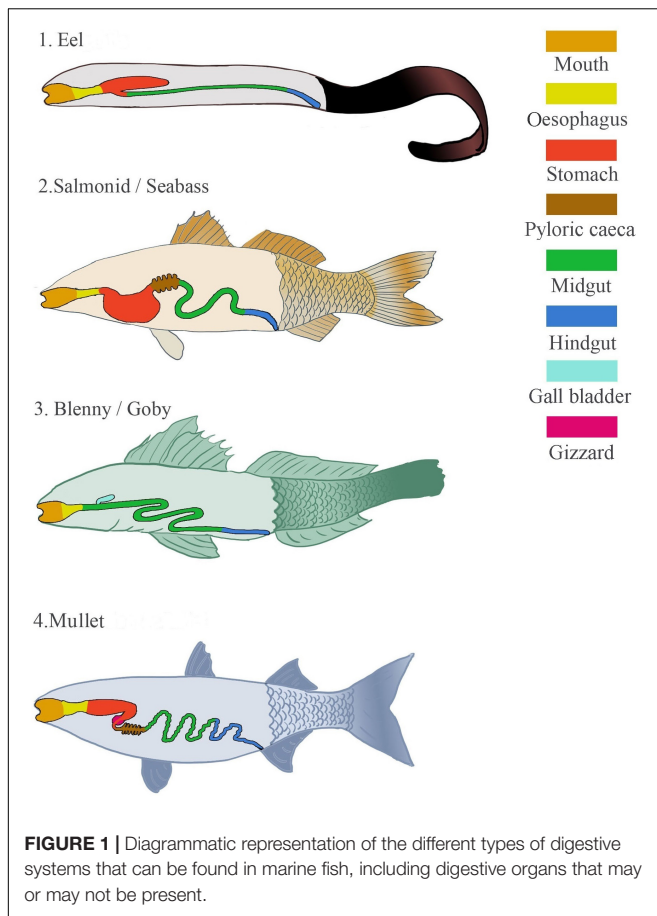 1. Eel
Mouth
Oesophagus
Stomach
Pyloric caeca
Midgut
Hindgut
Gall bladder
Gizzard
2.Salmonid / Seabass
3. Blenny / Goby
4.Mullet
FIGURE 1 | Diagrammatic representation of the different types of digestive
systems that can be found in marine fish, including digestive organs that may
or may not be present.